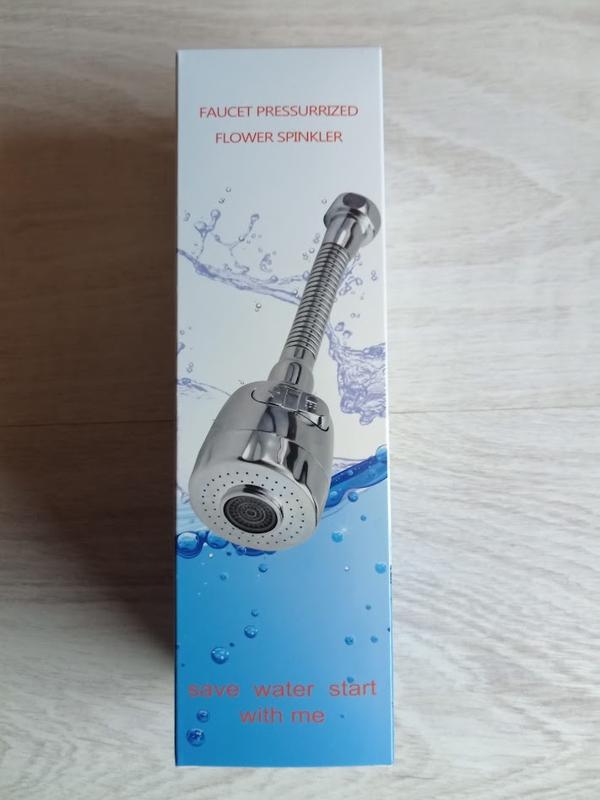 FAUCET PRESSURRIZED
FLOWER SPINKLER
save water start
with me